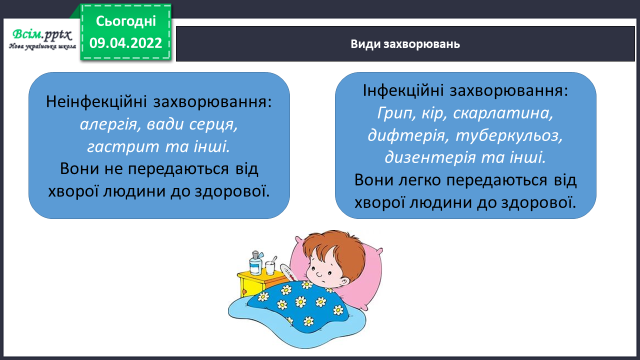 Всім.pptx
Нова українська школа
Сьогодні
09.04.2022
Види захворювань
Неінфекційні захворювання:
алергія, вади серця,
гастрит та інші.
Вони не передаються від
хворої людини до здорової.
Інфекційні захворювання:
Грип, кір, скарлатина,
дифтерія, туберкульоз,
дизентерія та інші.
Вони легко передаються від
хворої людини до здорової.